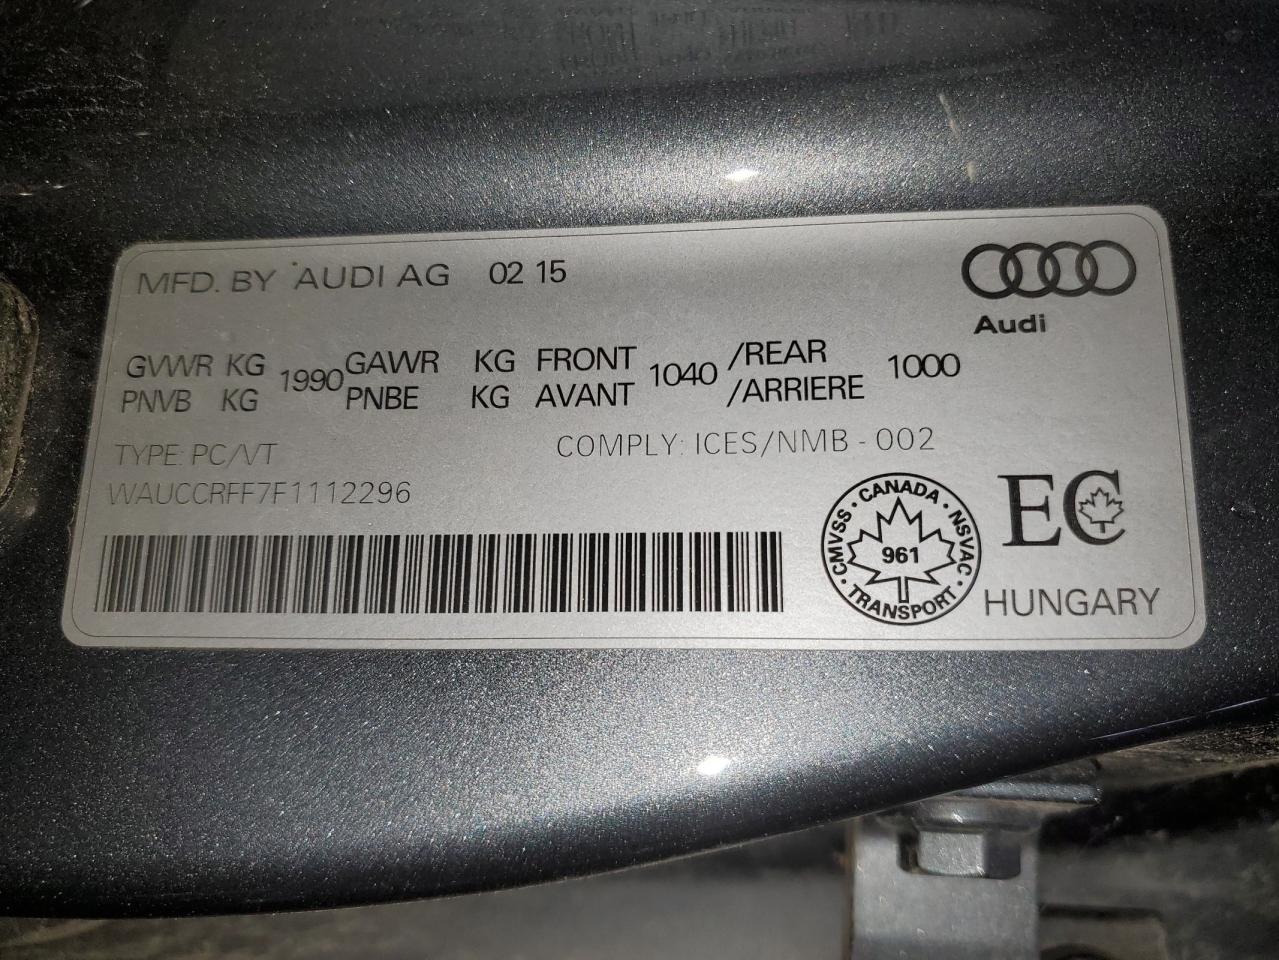 MFD. BY AUDI AG 02 15
Audi
GVWR KG 1990 GAWR KG FRONT 1040 /REAR 1000
PNVB KG PNBE KG AVANT /ARRIERE
TYPE: PC/VT COMPLY: ICES/NMB - 002
WAUCCRFF7F1112296
· CANADA · NSVAC · TRANSPORT · CMVSS
961
EC
HUNGARY